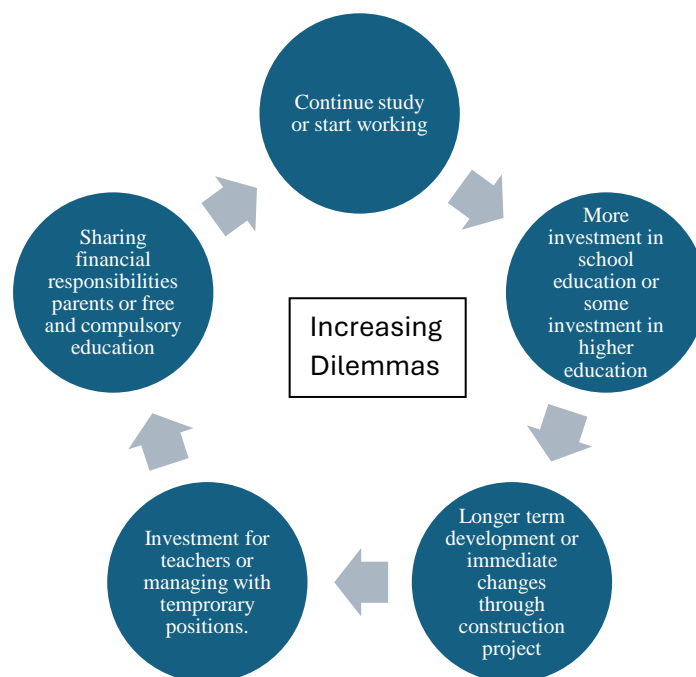 Continue study
or start working
More
investment in
school
education or
some
investment in
higher
education
Longer term
development or
immediate
changes
through
construction
project
Investment for
teachers or
managing with
temprorary
positions.
Sharing
financial
responsibilities
parents or free
and compulsory
education
Increasing
Dilemmas